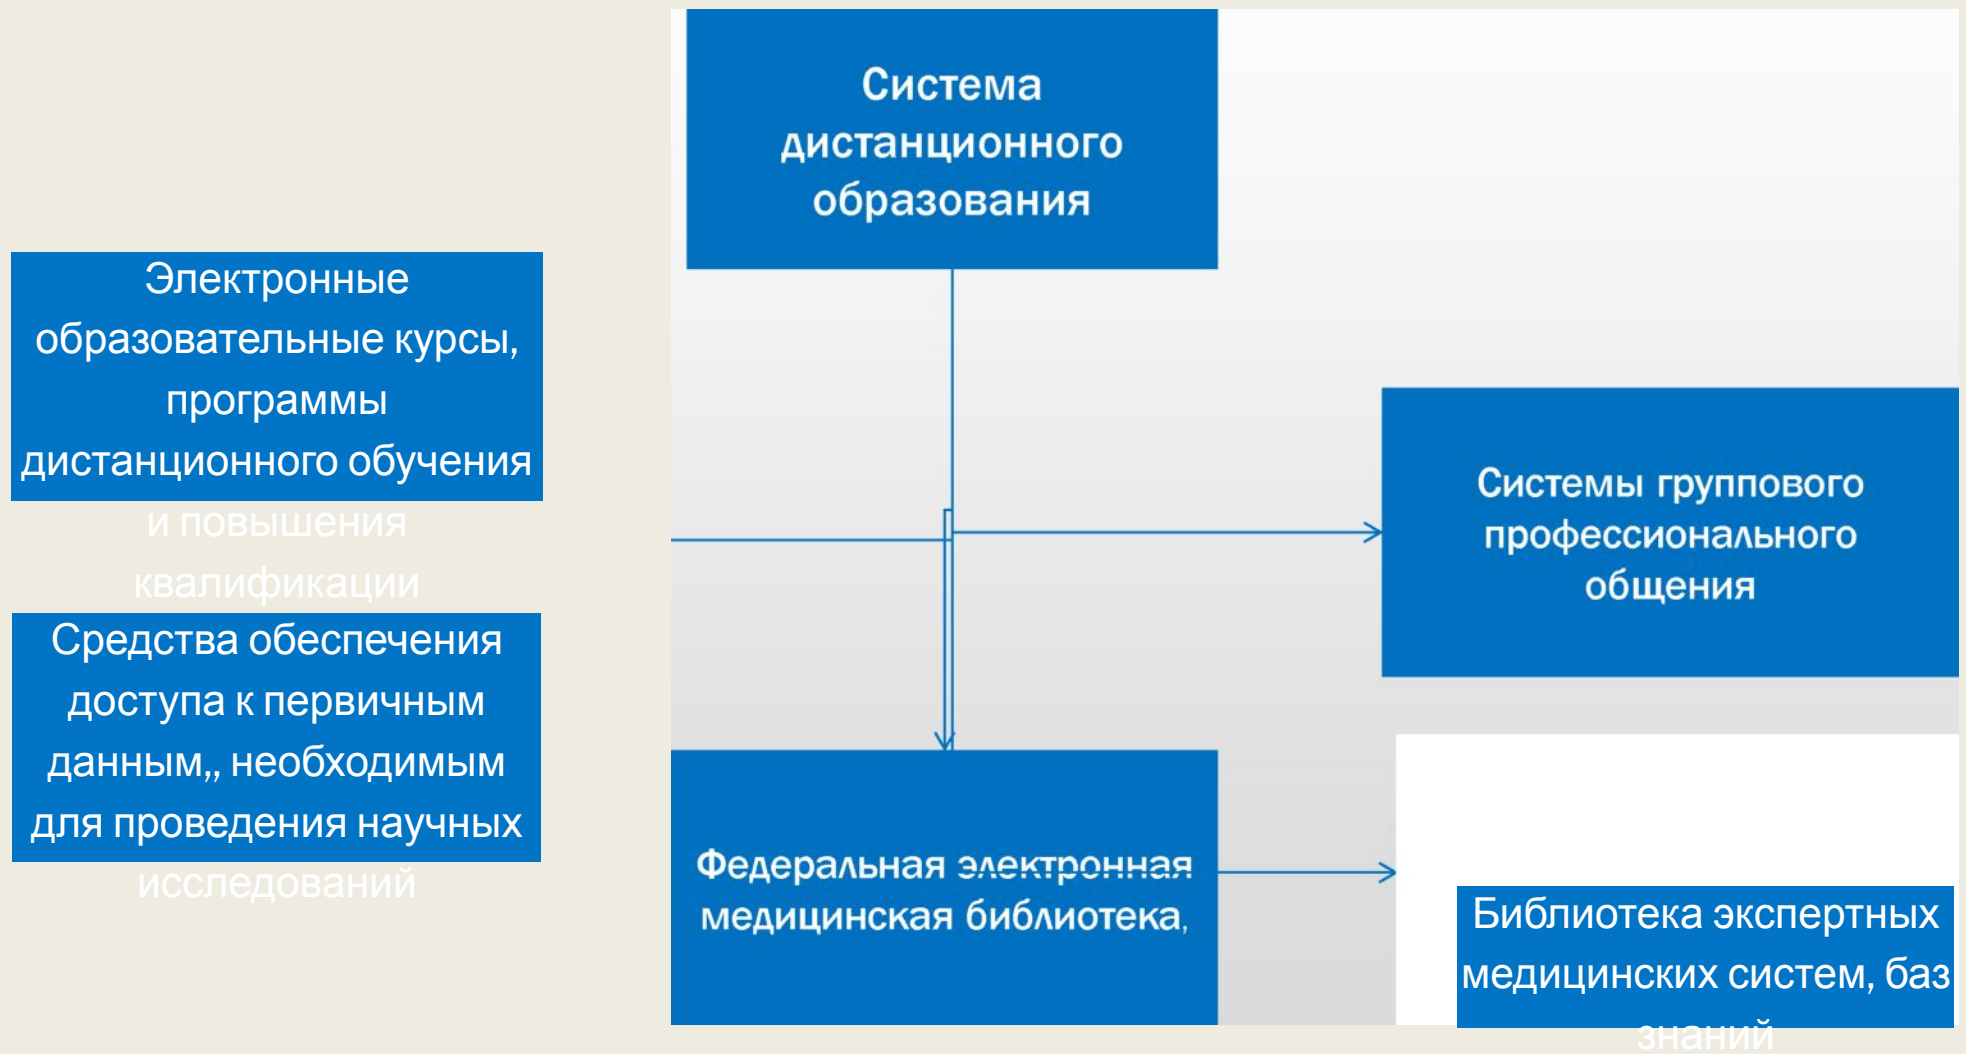 Система
дистанционного
образования
Электронные
образовательные курсы,
программы
дистанционного обучения
и повышения
квалификации
Системы группового
профессионального
общения
Средства обеспечения
доступа к первичным
данным,, необходимым
для проведения научных
исследований
Федеральная электронная
медицинская библиотека,
Библиотека экспертных
медицинских систем, баз
знаний